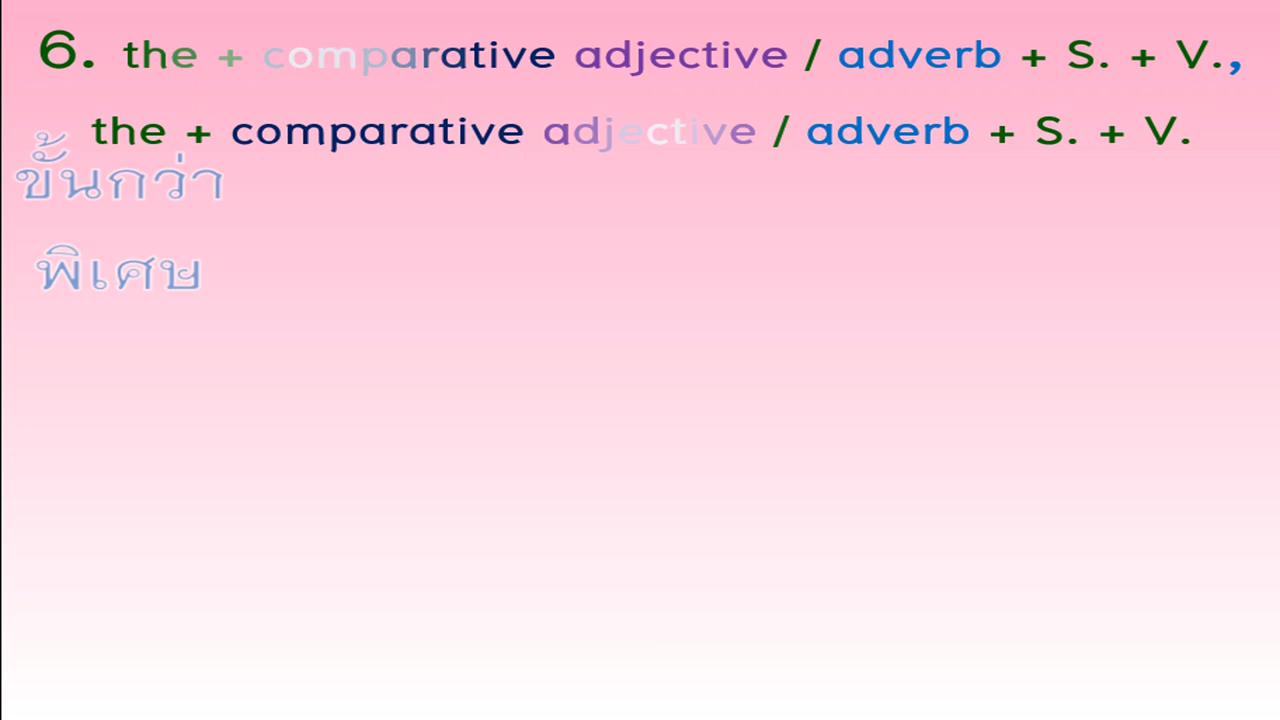 6. the + comparative adjective / adverb + S. + V.,
the + comparative adjective / adverb + S. + V.
ขั้นกว่า
พิเศษ